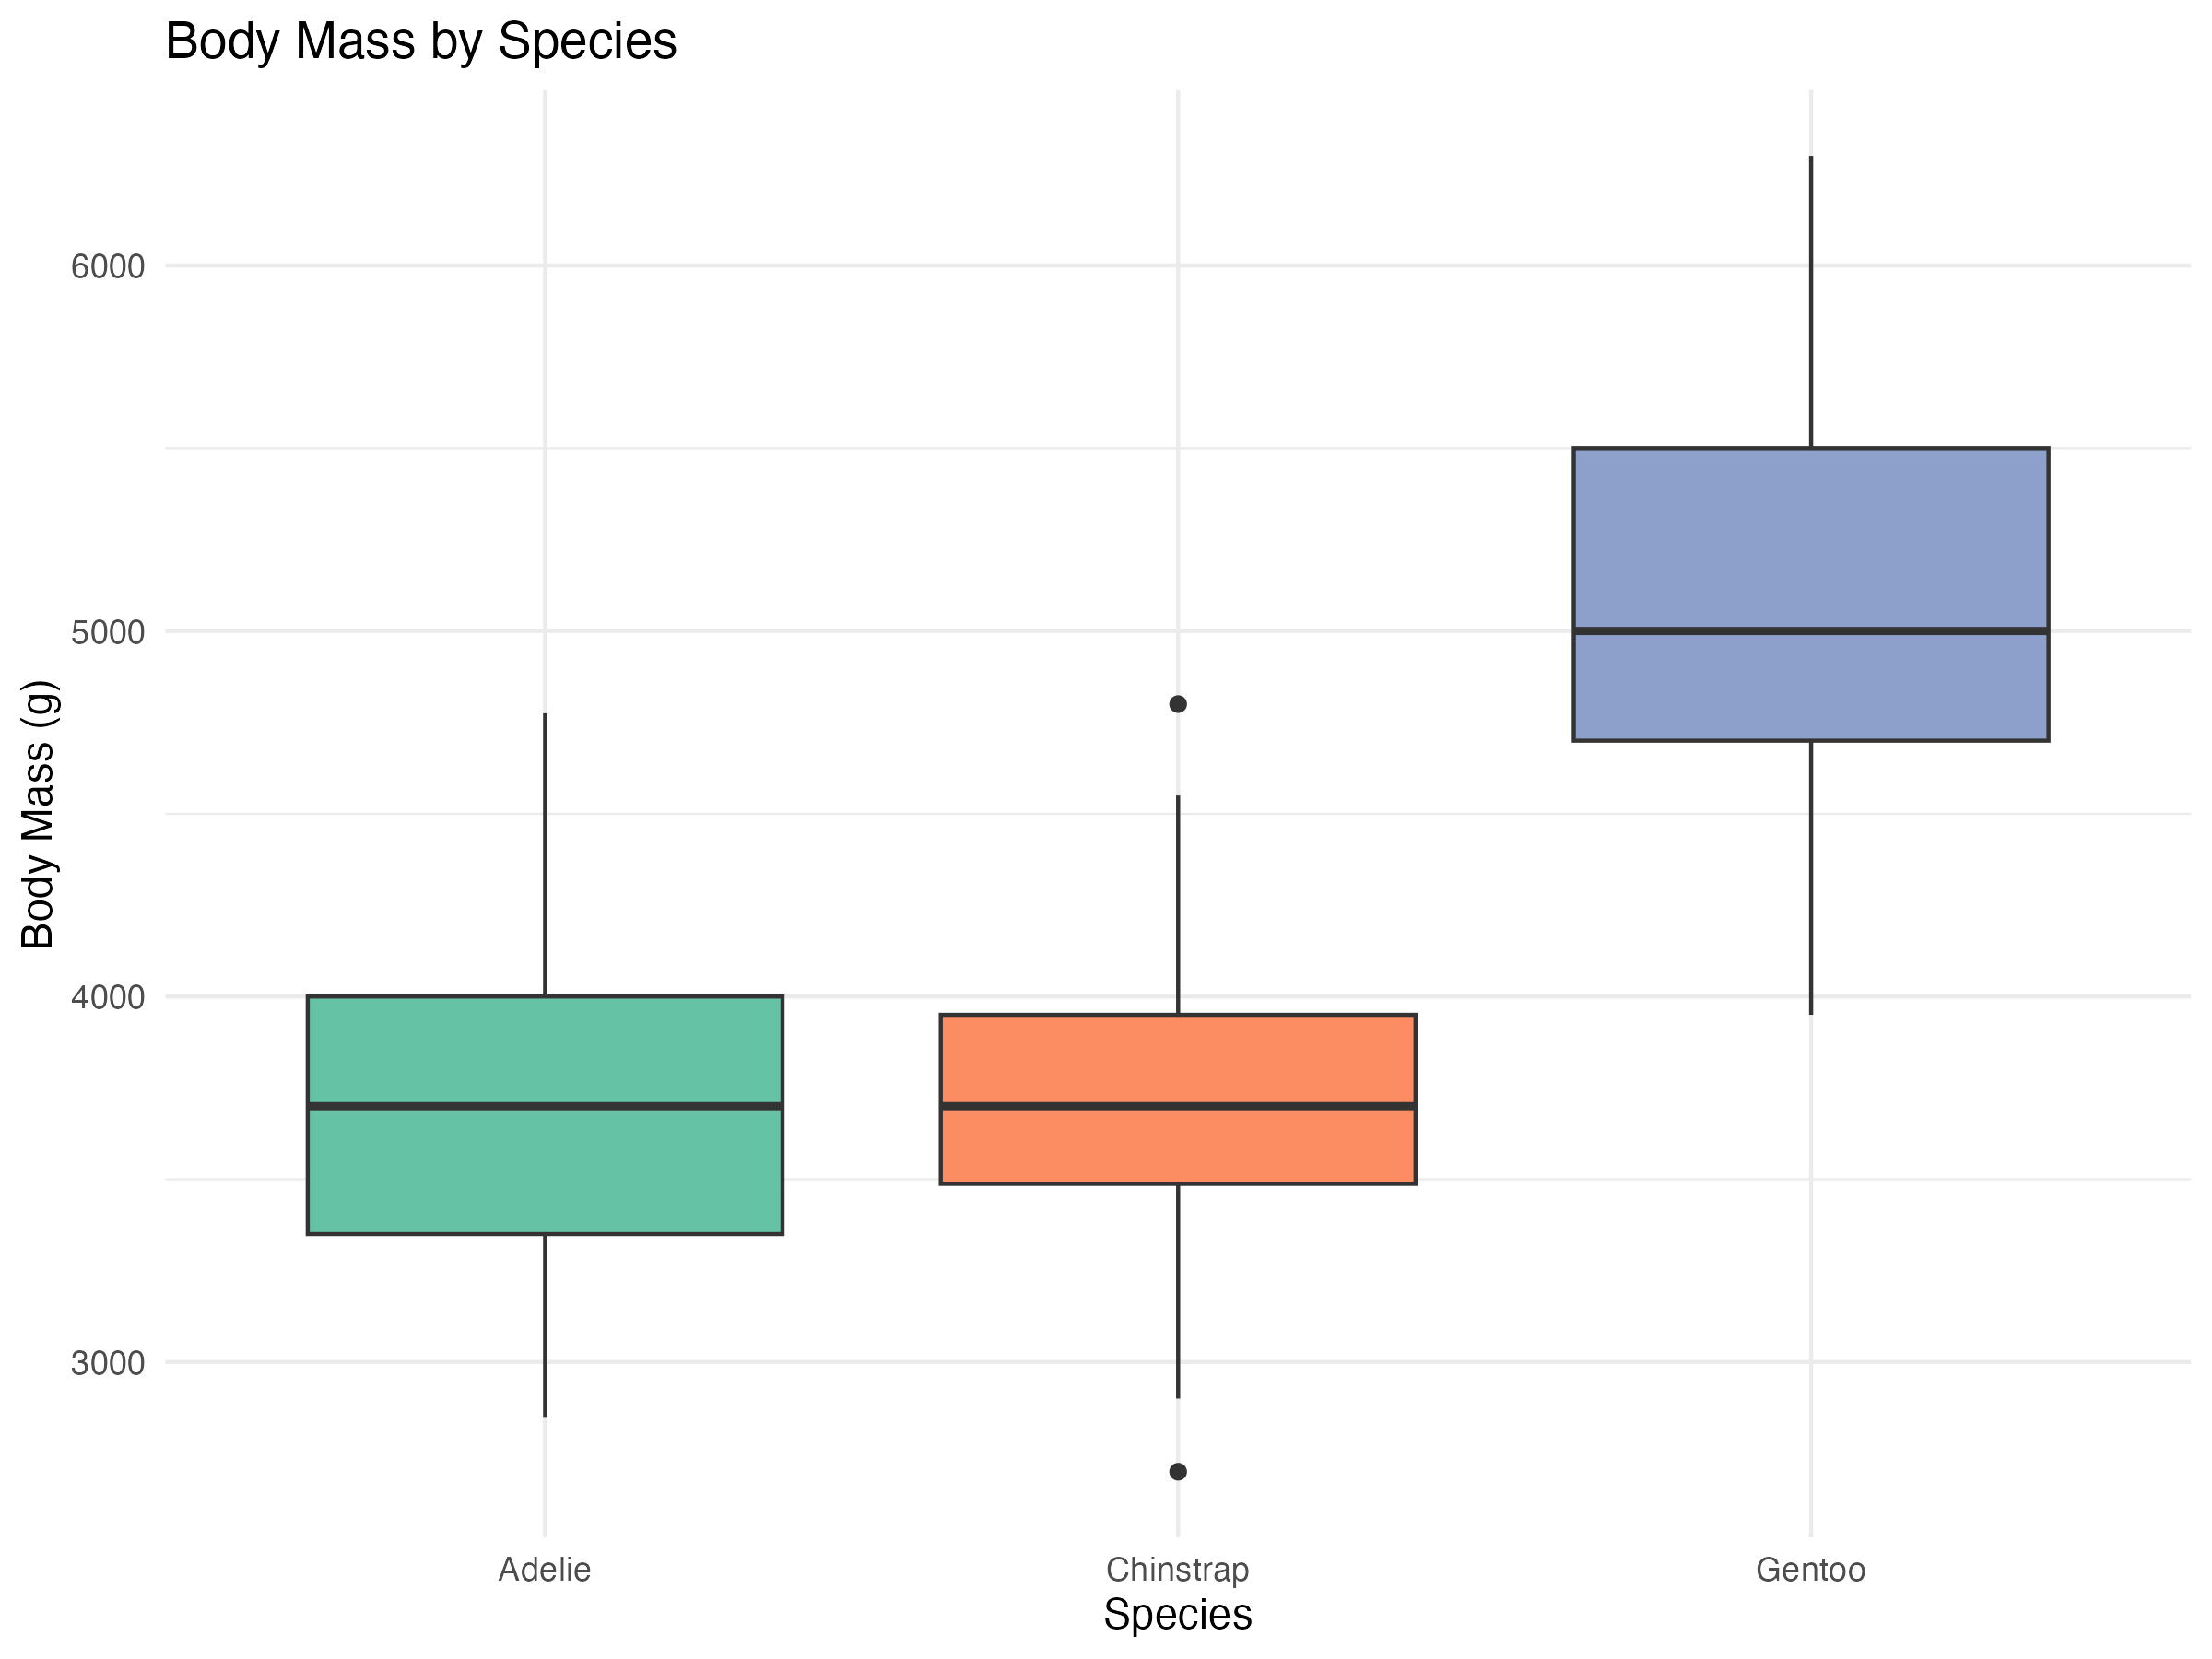 Body Mass by Species
Body Mass (g)
6000
5000
4000
3000
Adelie
Chinstrap
Gentoo
Species